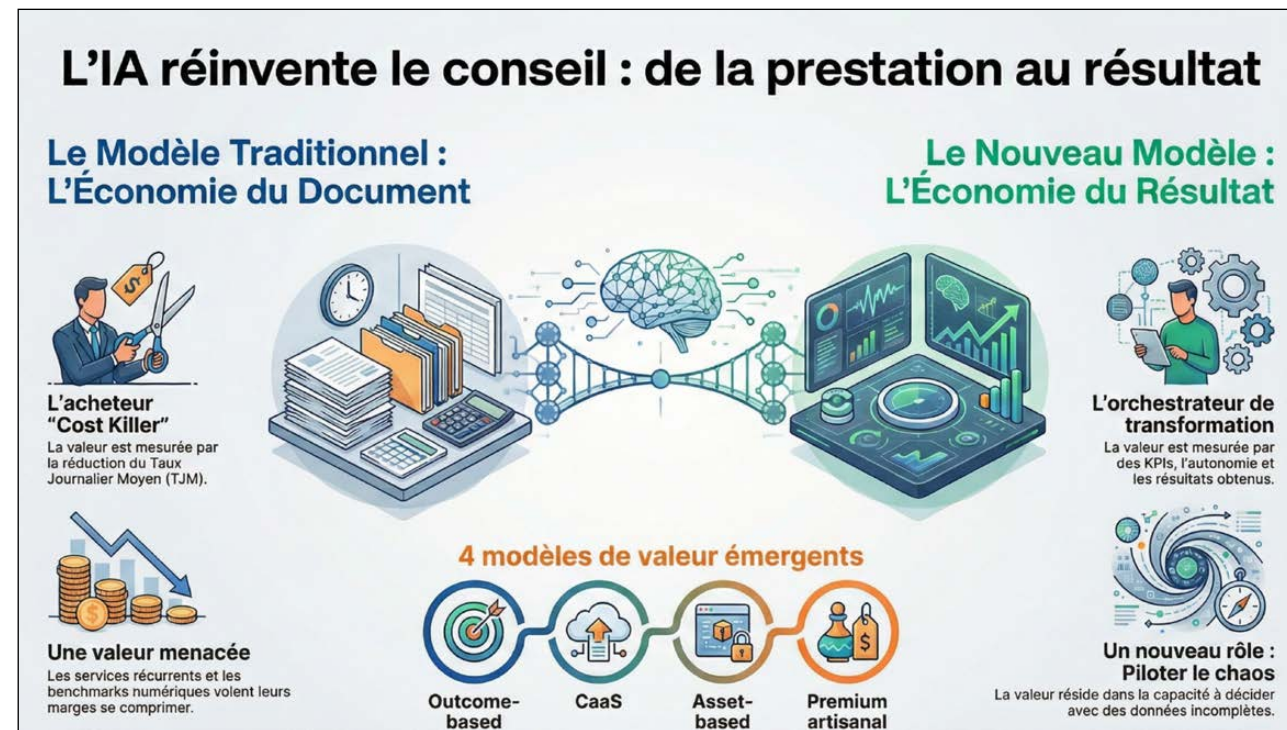 L'IA réinvente le conseil : de la prestation au résultat
Le Modèle Traditionnel :
L'Économie du Document
L'acheteur
"Cost Killer"
La valeur est mesurée par
la réduction du Taux
Journalier Moyen (TJM).
Une valeur menacée
Les services récurrents et les
benchmarks numériques volent leurs
marges se comprimer.
4 modèles de valeur émergents
Outcome-
based
CaaS
Asset-
based
Premium
artisanal
Le Nouveau Modèle :
L'Économie du Résultat
L'orchestrateur de
transformation
La valeur est mesurée par
des KPIs, l'autonomie et
les résultats obtenus.
Un nouveau rôle :
Piloter le chaos
La valeur réside dans la capacité à décider
avec des données incomplètes.